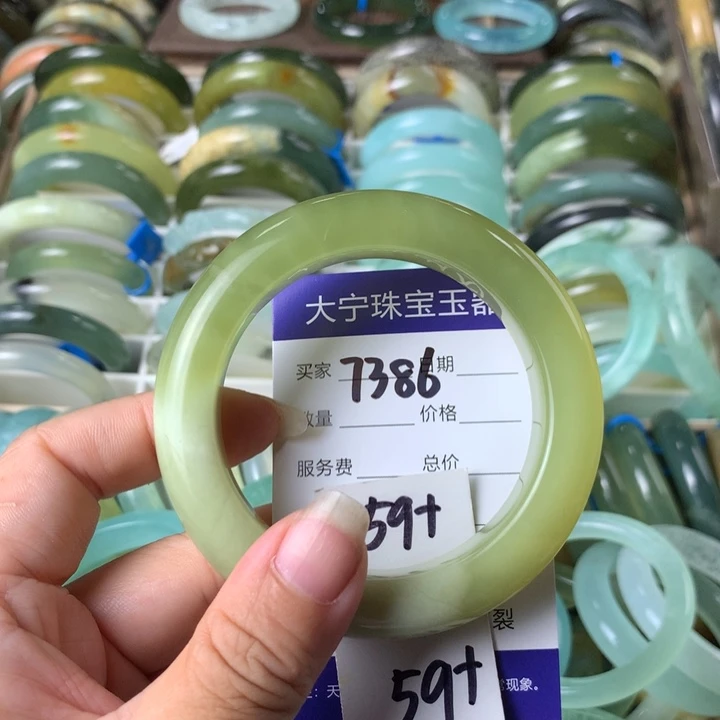 大宁珠宝玉器
买家 7386 日期
数量 价格
服务费 总价
59+
裂
59+
: 天 现象。